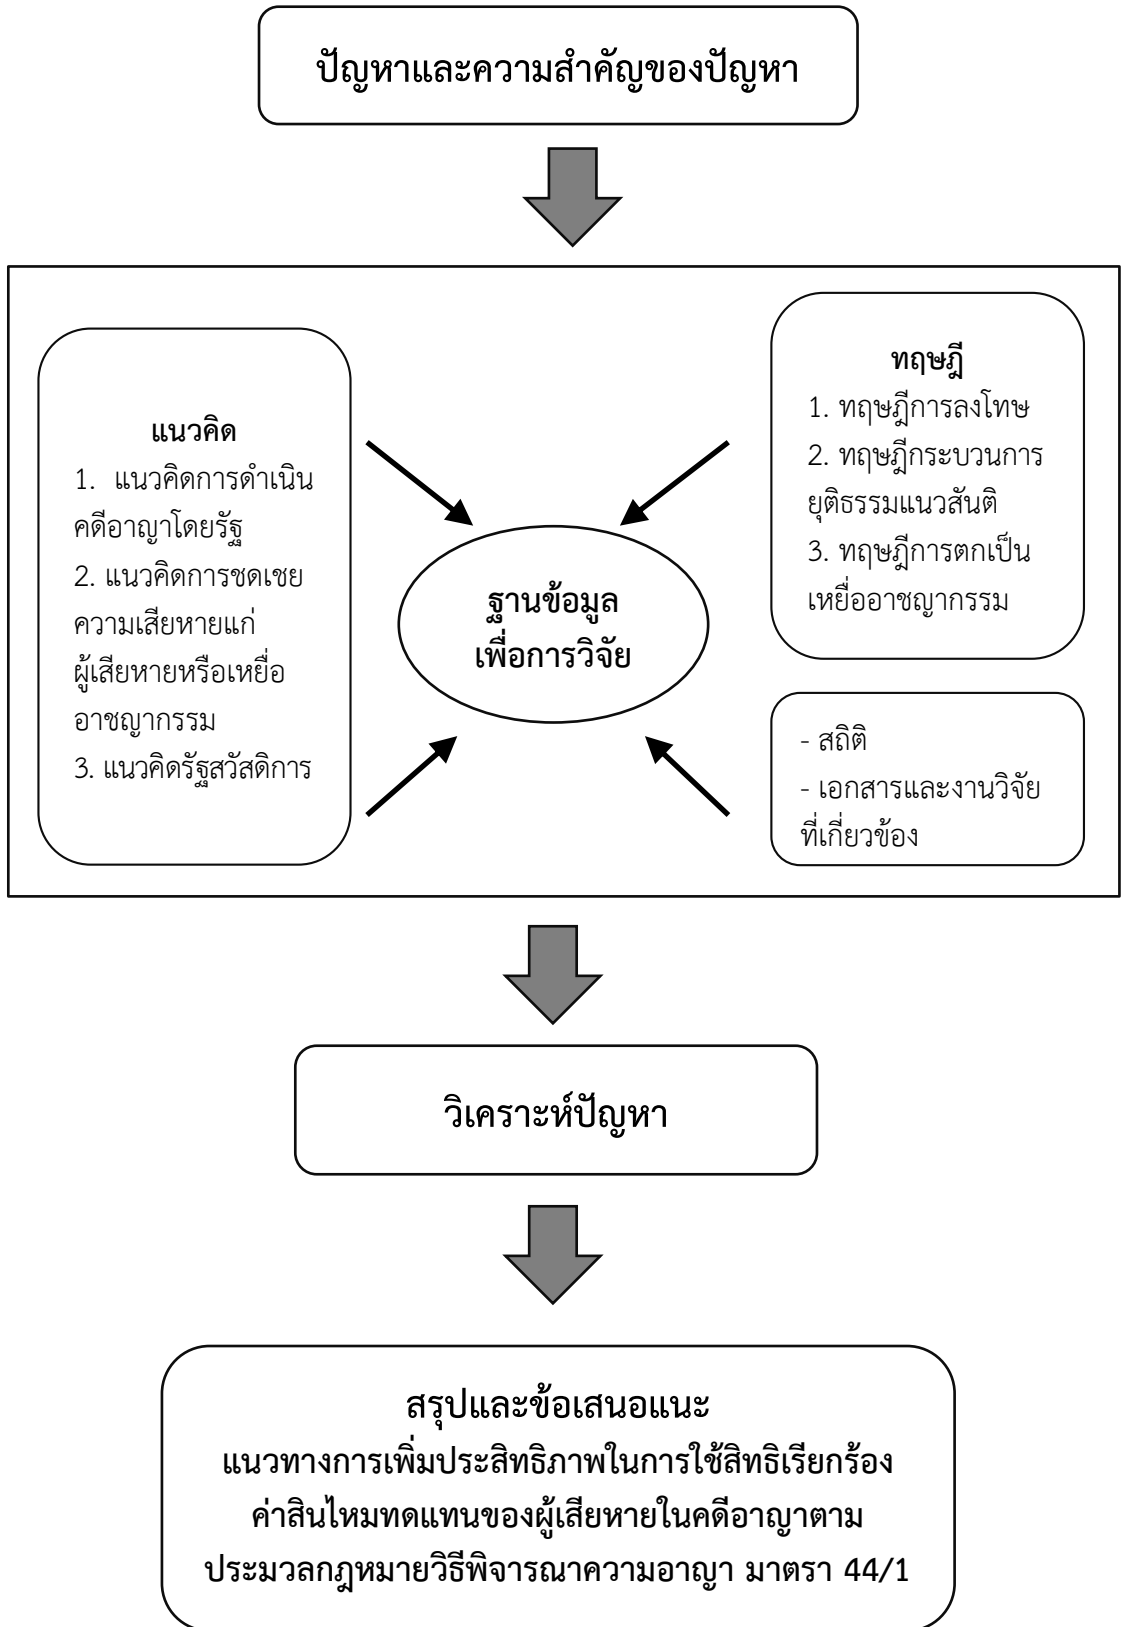 ปัญหาและความสำคัญของปัญหา
แนวคิด
1. แนวคิดการดำเนิน
คดีอาญาโดยรัฐ
2. แนวคิดการชดเชย
ความเสียหายแก่
ผู้เสียหายหรือเหยื่อ
อาชญากรรม
3. แนวคิดรัฐสวัสดิการ
ฐานข้อมูล
เพื่อการวิจัย
ทฤษฎี
1. ทฤษฎีการลงโทษ
2. ทฤษฎีกระบวนการ
ยุติธรรมแนวสันติ
3. ทฤษฎีการตกเป็น
เหยื่ออาชญากรรม
- สถิติ
- เอกสารและงานวิจัย
ที่เกี่ยวข้อง
วิเคราะห์ปัญหา
สรุปและข้อเสนอแนะ
แนวทางการเพิ่มประสิทธิภาพในการใช้สิทธิเรียกร้อง
ค่าสินไหมทดแทนของผู้เสียหายในคดีอาญาตาม
ประมวลกฎหมายวิธีพิจารณาความอาญา มาตรา 44/1